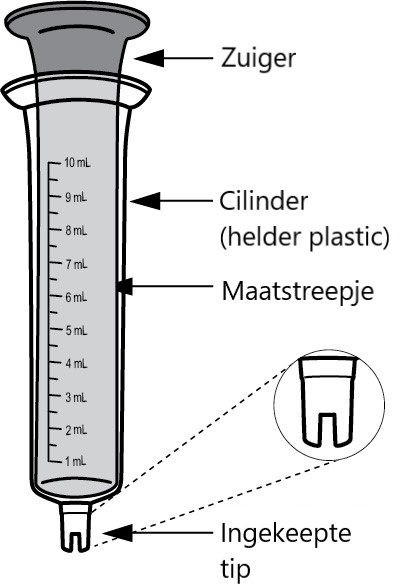 Zuiger
10 mL
9 mL
Cilinder
(helder plastic)
8 mL
7 mL
Maatstreepje
6 mL
5 mL
4 mL
3 mL
2 mL
1 mL
Ingekeepte
tip